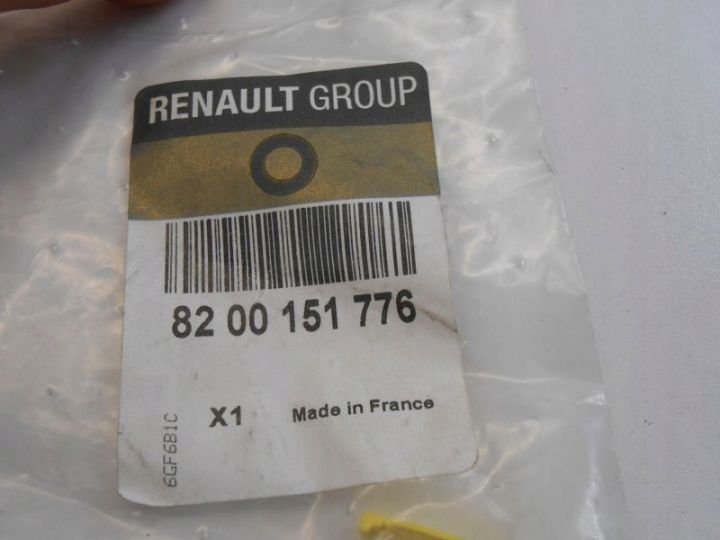 RENAULT GROUP
82 00 151 776
X1 Made in France
6GF6B1C